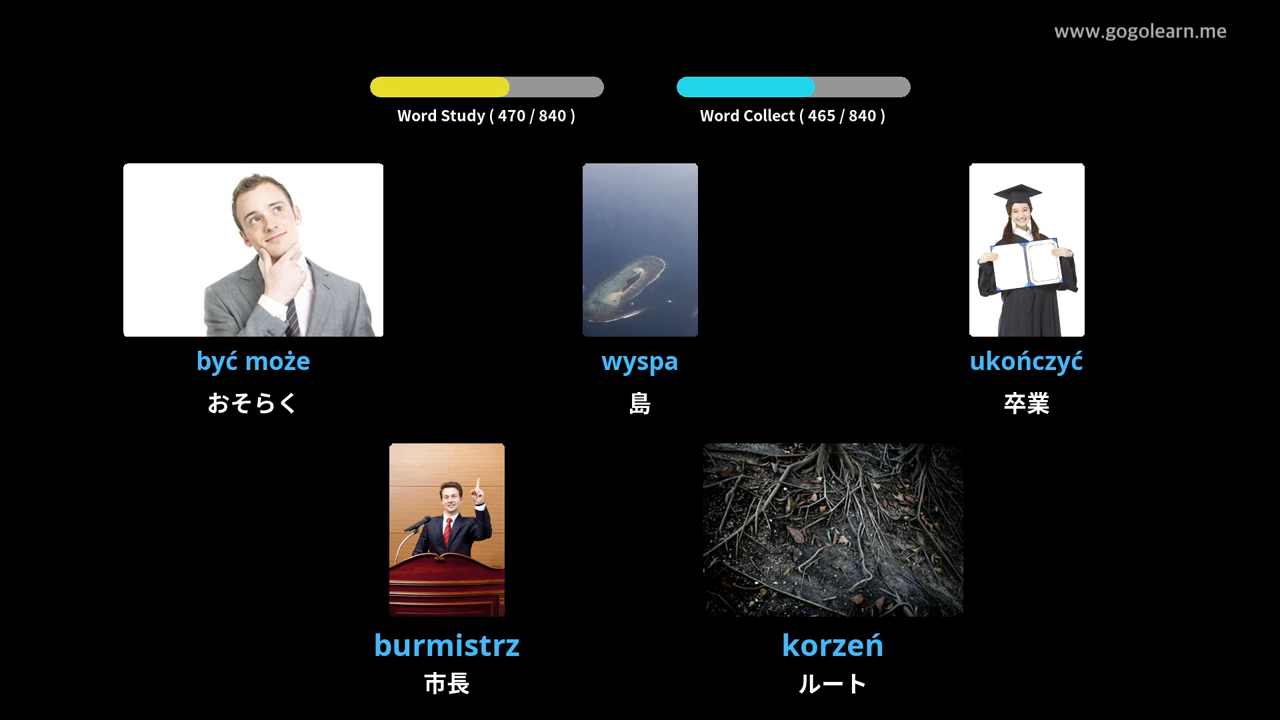 www.gogolearn.me
Word Study ( 470 / 840 )
Word Collect ( 465 / 840 )
być może
おそらく
wyspa
島
ukończyć
卒業
burmistrz
市長
korzeń
ルート